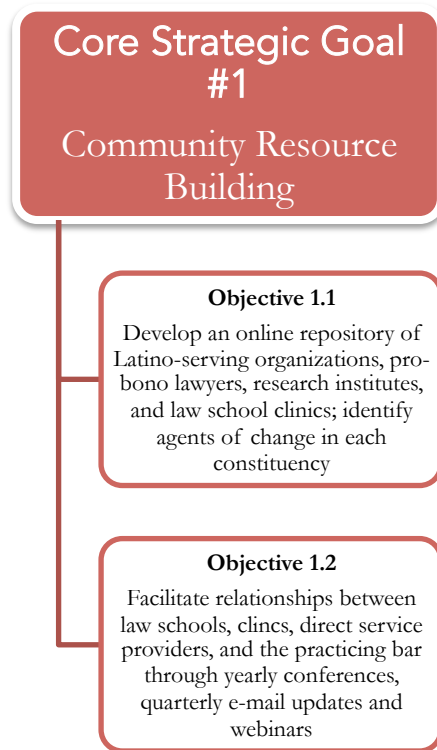 Core Strategic Goal
#1
Community Resource
Building
Objective 1.1
Develop an online repository of
Latino-serving organizations, pro-
bono lawyers, research institutes,
and law school clinics; identify
agents of change in each
constituency
Objective 1.2
Facilitate relationships between
law schools, clincs, direct service
providers, and the practicing bar
through yearly conferences,
quarterly e-mail updates and
webinars